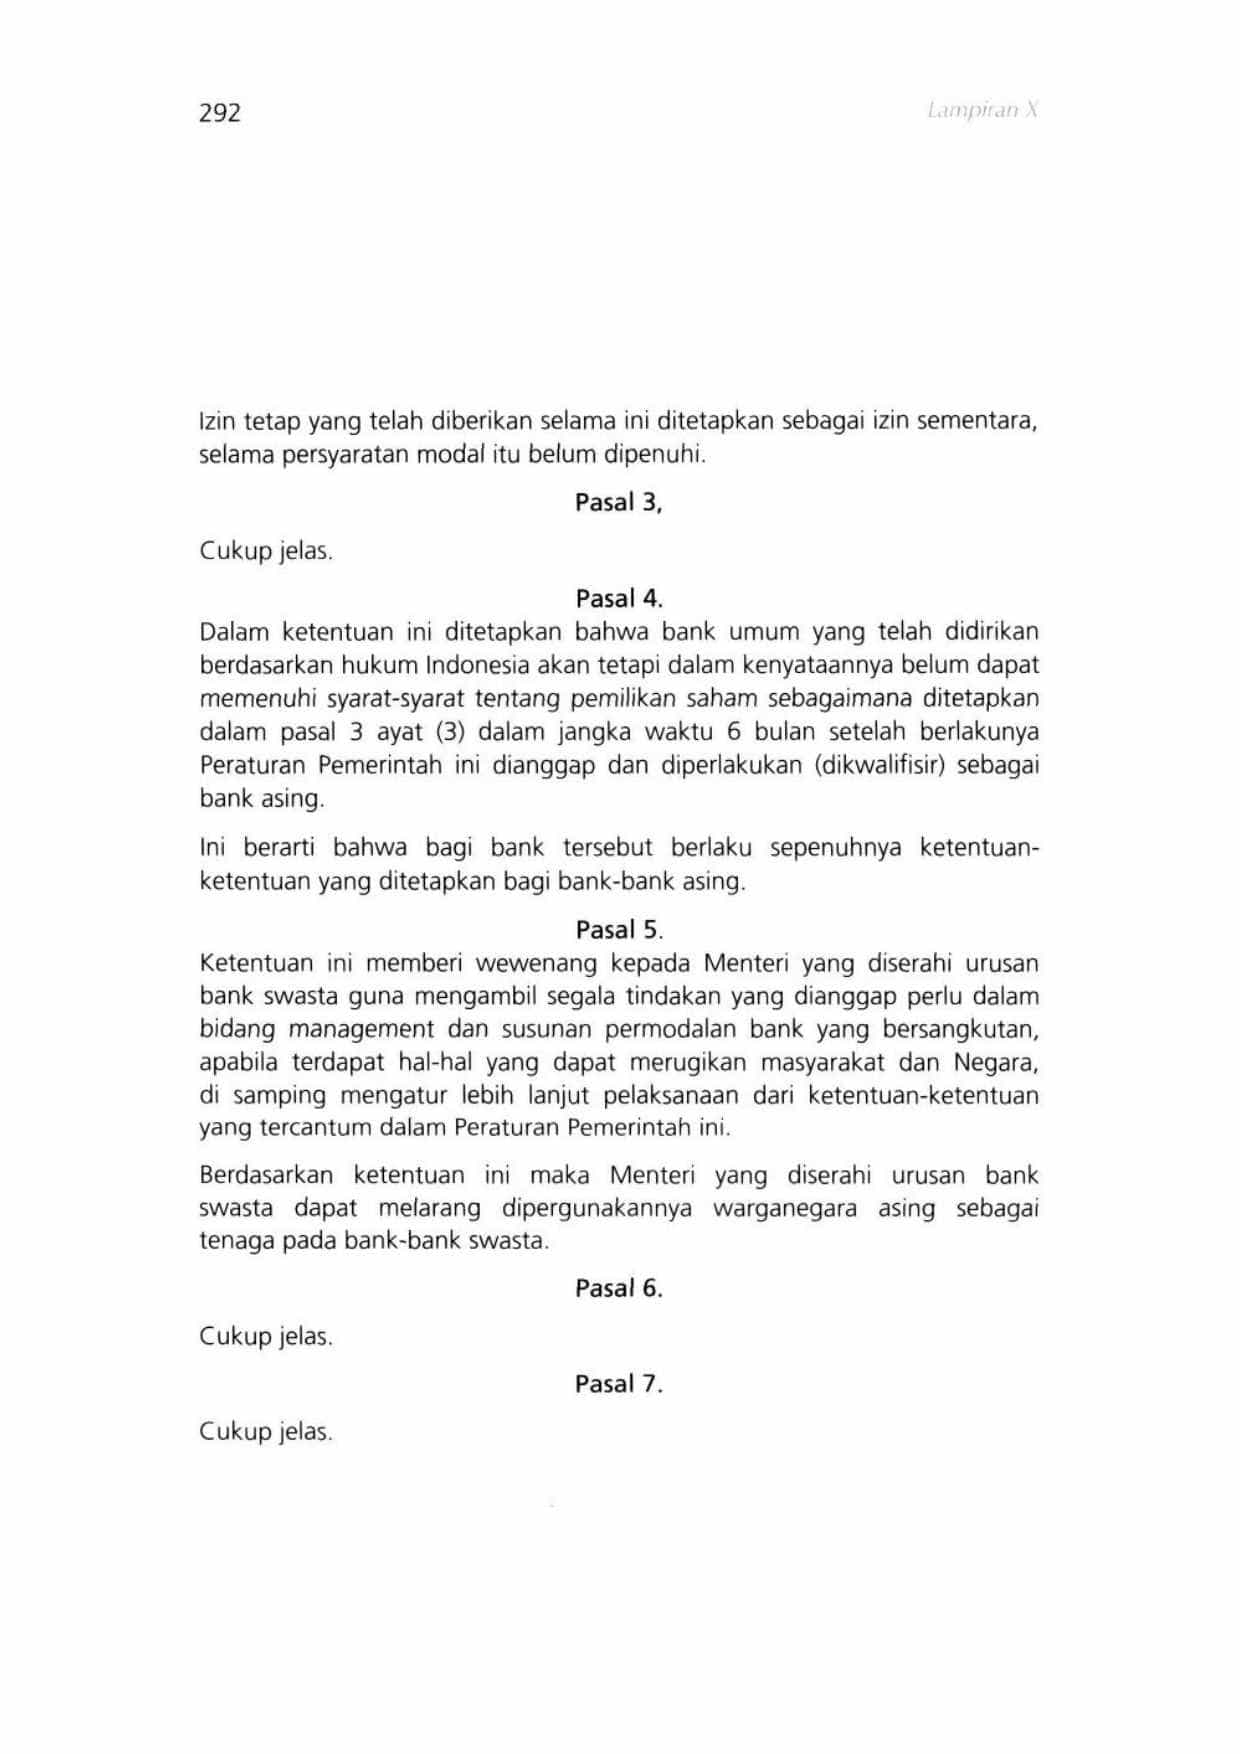 292
Lampiran X
Izin tetap yang telah diberikan selama ini ditetapkan sebagai izin sementara,
selama persyaratan modal itu belum dipenuhi.
Pasal 3,
Cukup jelas.
Pasal 4.
Dalam ketentuan ini ditetapkan bahwa bank umum yang telah didirikan
berdasarkan hukum Indonesia akan tetapi dalam kenyataannya belum dapat
memenuhi syarat-syarat tentang pemilikan saham sebagaimana ditetapkan
dalam pasal 3 ayat (3) dalam jangka waktu 6 bulan setelah berlakunya
Peraturan Pemerintah ini dianggap dan diperlakukan (dikwalifisir) sebagai
bank asing.
Ini berarti bahwa bagi bank tersebut berlaku sepenuhnya ketentuan-
ketentuan yang ditetapkan bagi bank-bank asing.
Pasal 5.
Ketentuan ini memberi wewenang kepada Menteri yang diserahi urusan
bank swasta guna mengambil segala tindakan yang dianggap perlu dalam
bidang management dan susunan permodalan bank yang bersangkutan,
apabila terdapat hal-hal yang dapat merugikan masyarakat dan Negara,
di samping mengatur lebih lanjut pelaksanaan dari ketentuan-ketentuan
yang tercantum dalam Peraturan Pemerintah ini.
Berdasarkan ketentuan ini maka Menteri yang diserahi urusan bank
swasta dapat melarang dipergunakannya warganegara asing sebagai
tenaga pada bank-bank swasta.
Pasal 6.
Cukup jelas.
Pasal 7.
Cukup jelas.